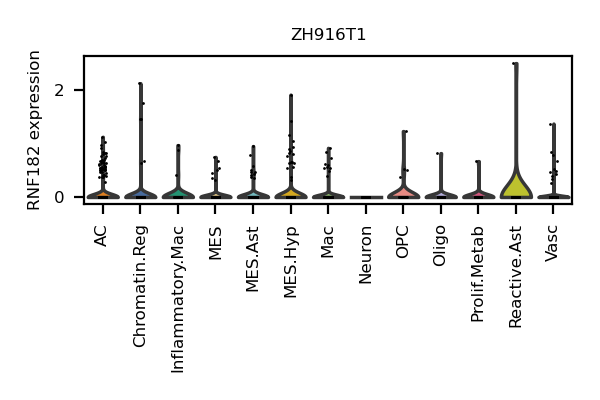 ZH916T1
RNF182 expression
2
0
AC
Chromatin.Reg
Inflammatory.Mac
MES
MES.Ast
MES.Hyp
Mac
Neuron
OPC
Oligo
Prolif.Metab
Reactive.Ast
Vasc